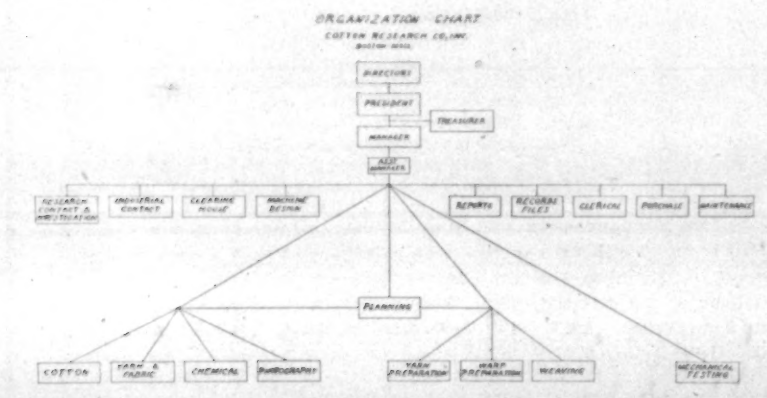 ORGANIZATION CHART
COTTON RESEARCH CO., INC.
BOSTON MASS.
DIRECTORS
PRESIDENT
TREASURER
MANAGER
ASST
MANAGER
RESEARCH
CONTACT &
INVESTIGATION
INDUSTRIAL
CONTACT
CLEARING
HOUSE
MACHINE
DESIGN
REPORTS
RECORDS
FILES
CLERICAL
PURCHASE
MAINTENANCE
PLANNING
COTTON
YARN &
FABRIC
CHEMICAL
PHOTOGRAPHY
YARN
PREPARATION
WARP
PREPARATION
WEAVING
MECHANICAL
TESTING